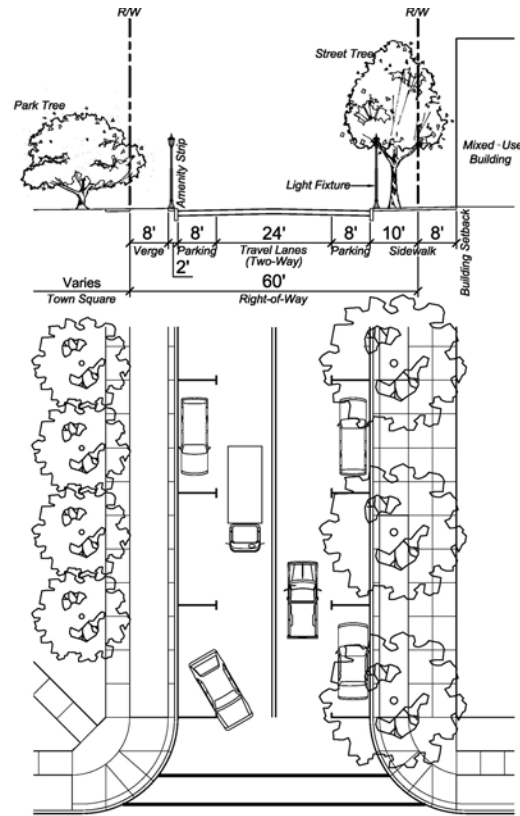 R/W
R/W
Street Tree
Park Tree
Amenity Strip
Mixed-Use
Building
Light Fixture
8' 8' 24' 8' 10' 8'
Verge Parking Travel Lanes Parking Sidewalk
(Two-Way)
2'
Building Setback
Varies 60'
Town Square Right-of-Way